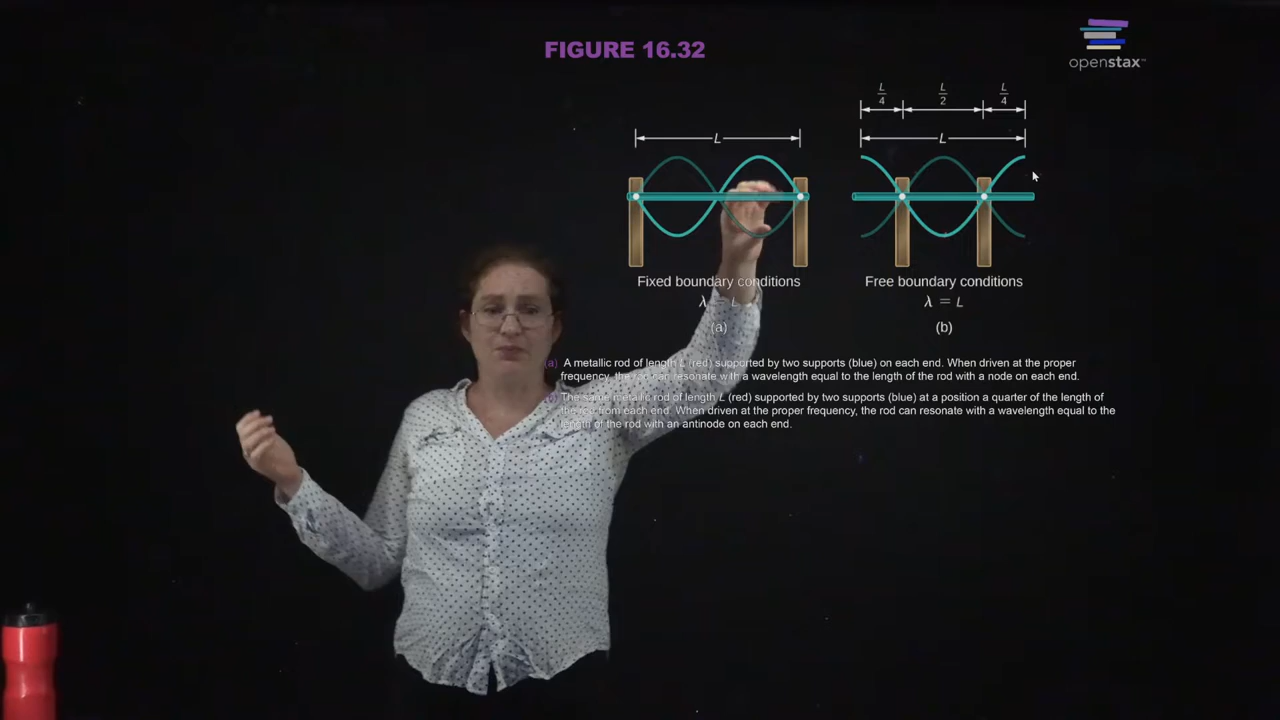 FIGURE 16.32
openstax™
L/4 L/2 L/4
L L
Fixed boundary conditions Free boundary conditions
λ = L λ = L
(a) (b)
(a) A metallic rod of length L (red) supported by two supports (blue) on each end. When driven at the proper
frequency, the rod can resonate with a wavelength equal to the length of the rod with a node on each end.
(b) The same metallic rod of length L (red) supported by two supports (blue) at a position a quarter of the length of
the rod from each end. When driven at the proper frequency, the rod can resonate with a wavelength equal to the
length of the rod with an antinode on each end.